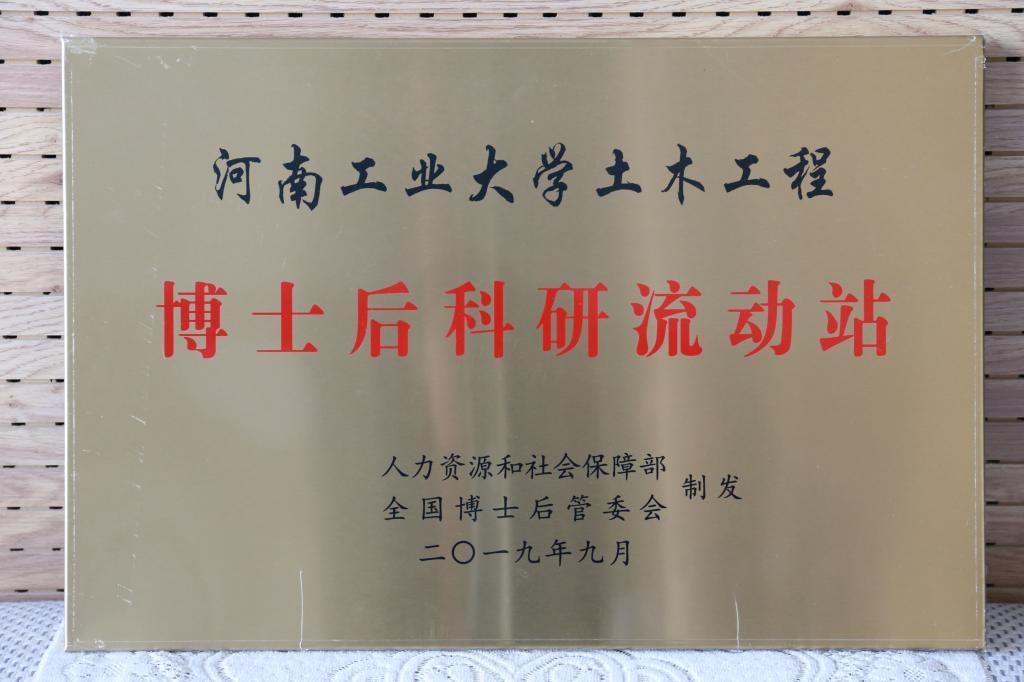 河南工业大学土木工程
博士后科研流动站
人力资源和社会保障部
全国博士后管委会
制发
二〇一九年九月